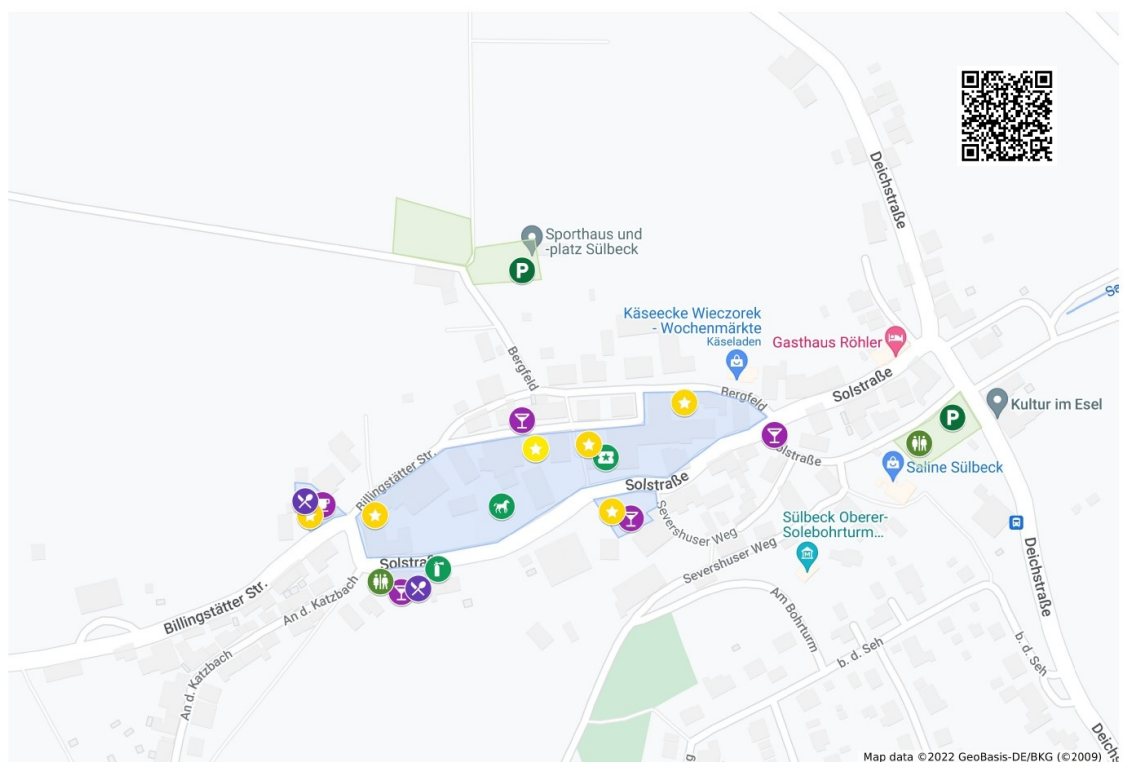 Deichstraße
Sporthaus und
-platz Sülbeck
P
Käseecke Wieczorek
- Wochenmärkte
Käseladen
Gasthaus Röhler
Bergfeld
Bergfeld
Solstraße
P
Kultur im Esel
Billingstätter Str.
Solstraße
Solstraße
Saline Sülbeck
Severshuser Weg
Sülbeck Oberer-
Solebohrturm...
Severshuser Weg
Deichstraße
Solstraße
An d. Katzbach
Billingstätter Str.
Am Bohrturm
b. d. Seh
b. d. Seh
An d. Katzbach
Map data ©2022 GeoBasis-DE/BKG (©2009)